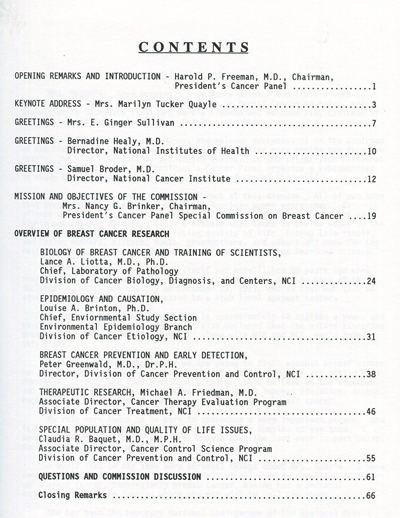 CONTENTS
OPENING REMARKS AND INTRODUCTION - Harold P. Freeman, M.D., Chairman,
President's Cancer Panel ................1
KEYNOTE ADDRESS - Mrs. Marilyn Tucker Quayle ..............................3
GREETINGS - Mrs. E. Ginger Sullivan .......................................7
GREETINGS - Bernadine Healy, M.D.
Director, National Institutes of Health .......................10
GREETINGS - Samuel Broder, M.D.
Director, National Cancer Institute ...........................12
MISSION AND OBJECTIVES OF THE COMMISSION -
Mrs. Nancy G. Brinker, Chairman,
President's Cancer Panel Special Commission on Breast Cancer ....19
OVERVIEW OF BREAST CANCER RESEARCH
BIOLOGY OF BREAST CANCER AND TRAINING OF SCIENTISTS,
Lance A. Liotta, M.D., Ph.D.
Chief, Laboratory of Pathology
Division of Cancer Biology, Diagnosis, and Centers, NCI ..............24
EPIDEMIOLOGY AND CAUSATION,
Louise A. Brinton, Ph.D.
Chief, Enviormental Study Section
Environmental Epidemiology Branch
Division of Cancer Etiology, NCI .....................................31
BREAST CANCER PREVENTION AND EARLY DETECTION,
Peter Greenwald, M.D., Dr.P.H.
Director, Division of Cancer Prevention and Control, NCI .............38
THERAPEUTIC RESEARCH, Michael A. Friedman, M.D.
Associate Director, Cancer Therapy Evaluation Program
Division of Cancer Treatment, NCI ....................................46
SPECIAL POPULATION AND QUALITY OF LIFE ISSUES,
Claudia R. Baquet, M.D., M.P.H.
Associate Director, Cancer Control Science Program
Division of Cancer Prevention and Control, NCI .......................55
QUESTIONS AND COMMISSION DISCUSSION ..................................61
Closing Remarks ......................................................66